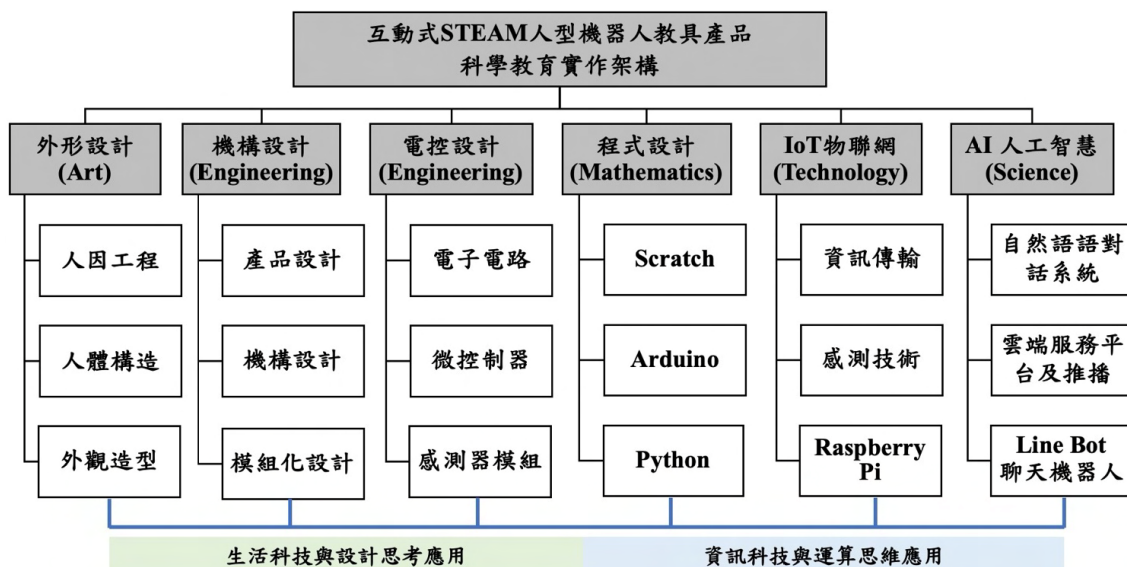 互動式STEAM人型機器人教具產品
科學教育實作架構
外形設計
(Art)
機構設計
(Engineering)
電控設計
(Engineering)
程式設計
(Mathematics)
IoT物聯網
(Technology)
AI 人工智慧
(Science)
人因工程
產品設計
電子電路
Scratch
資訊傳輸
自然語語對
話系統
人體構造
機構設計
微控制器
Arduino
感測技術
雲端服務平
台及推播
外觀造型
模組化設計
感測器模組
Python
Raspberry
Pi
Line Bot
聊天機器人
生活科技與設計思考應用
資訊科技與運算思維應用